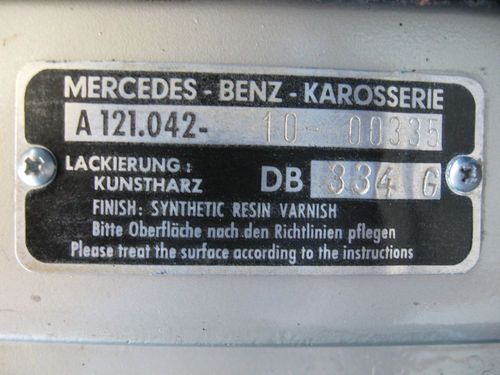 MERCEDES - BENZ - KAROSSERIE
A 121.042- 10- 00335
LACKIERUNG:
KUNSTHARZ DB 334 G
FINISH: SYNTHETIC RESIN VARNISH
Bitte Oberfläche nach den Richtlinien pflegen
Please treat the surface according to the instructions